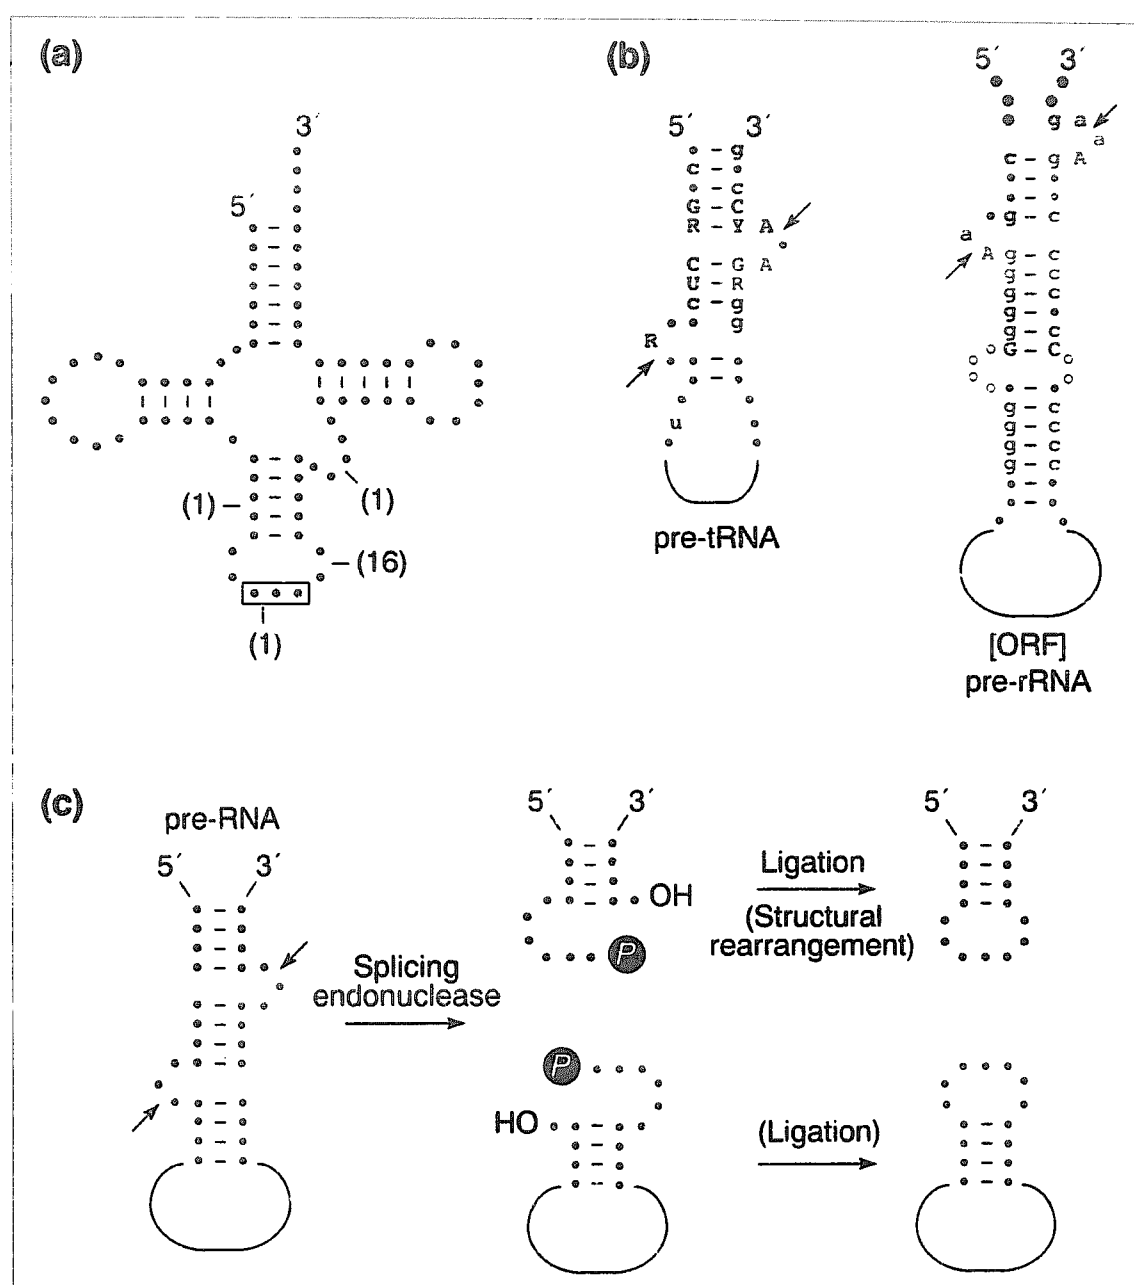 (a)
3´
5´
(1)
(1)
(16)
(1)
(b)
5´ 3´
g
c
c
G – C
R – Y A
C – G A
U – R
c g
g
R
u
pre-tRNA
5´ 3´
g a
a
c – g A
g c
a
A g – c
g – c
g – c
g –
g – c
G – C
g – c
g – c
g – c
g – c
[ORF]
pre-rRNA
(c)
pre-RNA
5´ 3´
Splicing
endonuclease
5´ 3´
OH
P
P
HO
Ligation
(Structural
rearrangement)
(Ligation)
5´ 3´